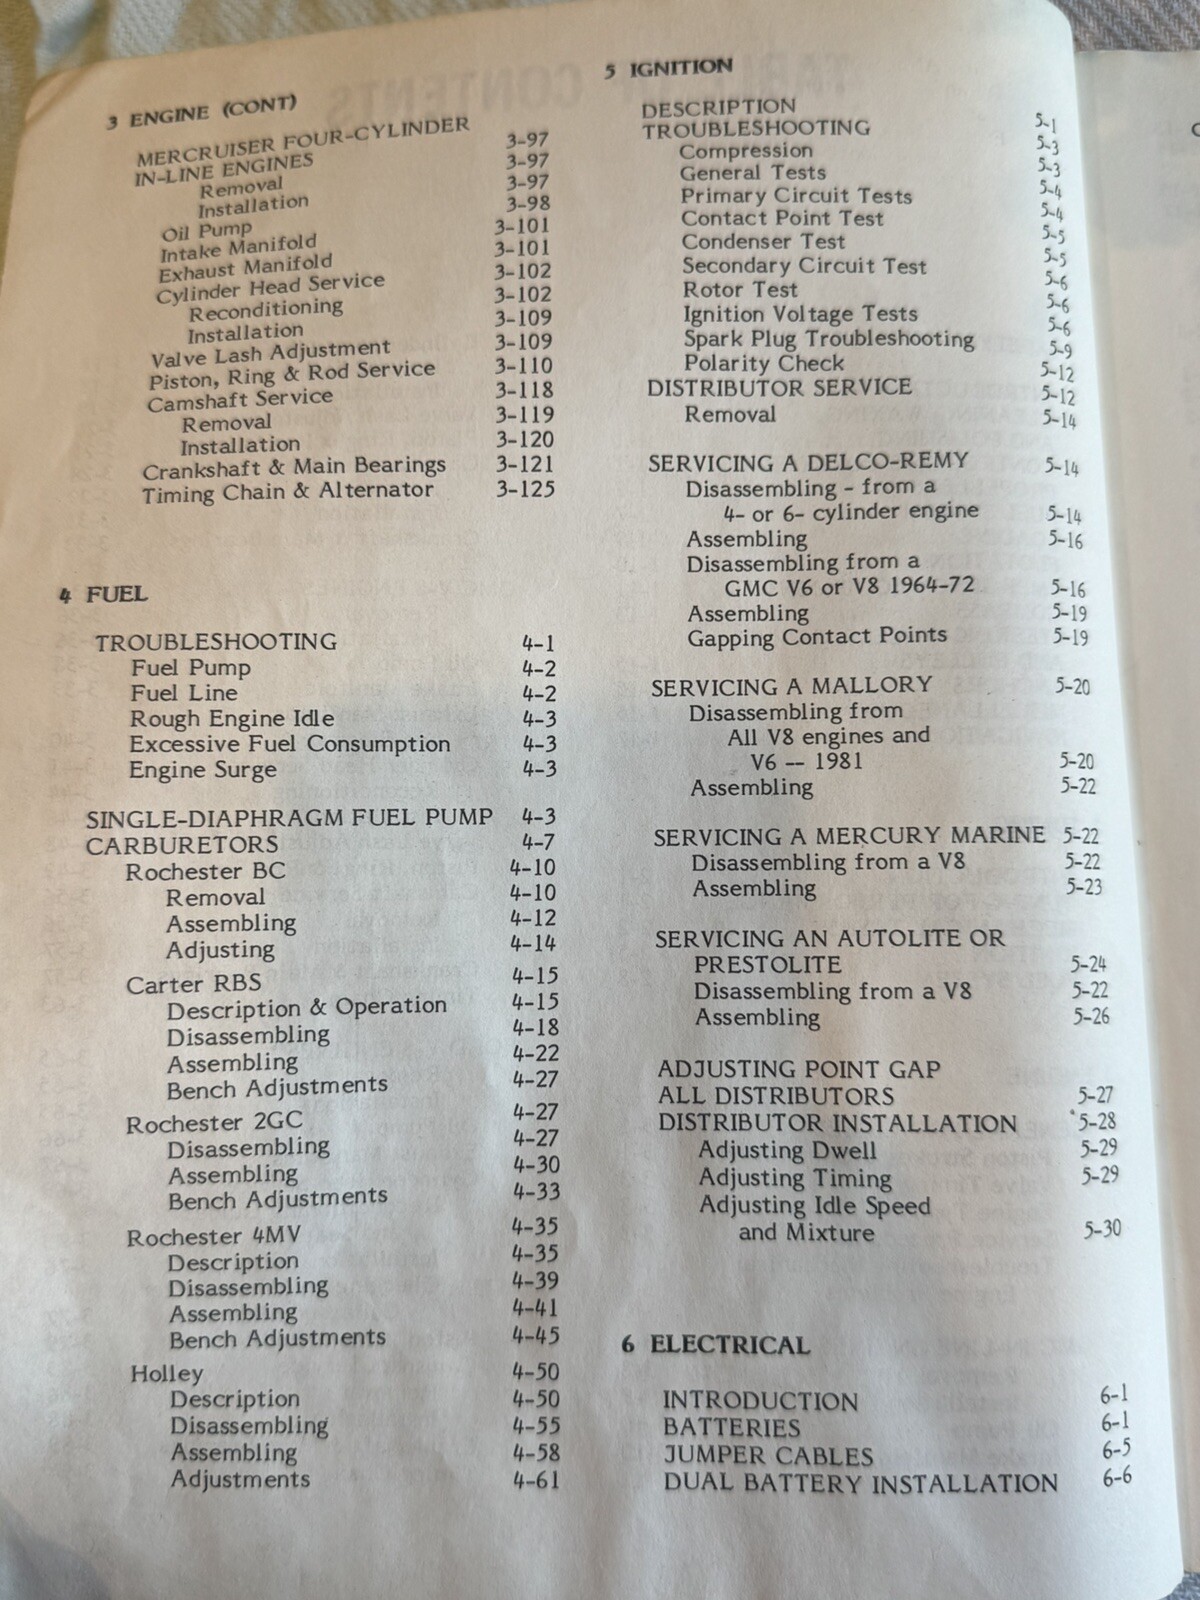 3 ENGINE (CONT)
MERCRUISER FOUR-CYLINDER
IN-LINE ENGINES 3-97
Removal 3-97
Installation 3-97
Oil Pump 3-98
Intake Manifold 3-101
Exhaust Manifold 3-101
Cylinder Head Service 3-102
Reconditioning 3-102
Installation 3-109
Valve Lash Adjustment 3-109
Piston, Ring & Rod Service 3-110
Camshaft Service 3-118
Removal 3-119
Installation 3-120
Crankshaft & Main Bearings 3-121
Timing Chain & Alternator 3-125
4 FUEL
TROUBLESHOOTING 4-1
Fuel Pump 4-2
Fuel Line 4-2
Rough Engine Idle 4-3
Excessive Fuel Consumption 4-3
Engine Surge 4-3
SINGLE-DIAPHRAGM FUEL PUMP 4-3
CARBURETORS 4-7
Rochester BC 4-10
Removal 4-10
Assembling 4-12
Adjusting 4-14
Carter RBS 4-15
Description & Operation 4-15
Disassembling 4-18
Assembling 4-22
Bench Adjustments 4-27
Rochester 2GC 4-27
Disassembling 4-27
Assembling 4-30
Bench Adjustments 4-33
Rochester 4MV 4-35
Description 4-35
Disassembling 4-39
Assembling 4-41
Bench Adjustments 4-45
Holley 4-50
Description 4-50
Disassembling 4-55
Assembling 4-58
Adjustments 4-61
5 IGNITION
DESCRIPTION 5-1
TROUBLESHOOTING 5-3
Compression 5-3
General Tests 5-4
Primary Circuit Tests 5-4
Contact Point Test 5-5
Condenser Test 5-5
Secondary Circuit Test 5-6
Rotor Test 5-6
Ignition Voltage Tests 5-6
Spark Plug Troubleshooting 5-9
Polarity Check 5-12
DISTRIBUTOR SERVICE 5-12
Removal 5-14
SERVICING A DELCO-REMY 5-14
Disassembling - from a
4- or 6- cylinder engine 5-14
Assembling 5-16
Disassembling from a
GMC V6 or V8 1964-72 5-16
Assembling 5-19
Gapping Contact Points 5-19
SERVICING A MALLORY 5-20
Disassembling from
All V8 engines and
V6 -- 1981 5-20
Assembling 5-22
SERVICING A MERCURY MARINE 5-22
Disassembling from a V8 5-22
Assembling 5-23
SERVICING AN AUTOLITE OR
PRESTOLITE 5-24
Disassembling from a V8 5-22
Assembling 5-26
ADJUSTING POINT GAP
ALL DISTRIBUTORS 5-27
DISTRIBUTOR INSTALLATION 5-28
Adjusting Dwell 5-29
Adjusting Timing 5-29
Adjusting Idle Speed
and Mixture 5-30
6 ELECTRICAL
INTRODUCTION 6-1
BATTERIES 6-1
JUMPER CABLES 6-5
DUAL BATTERY INSTALLATION 6-6